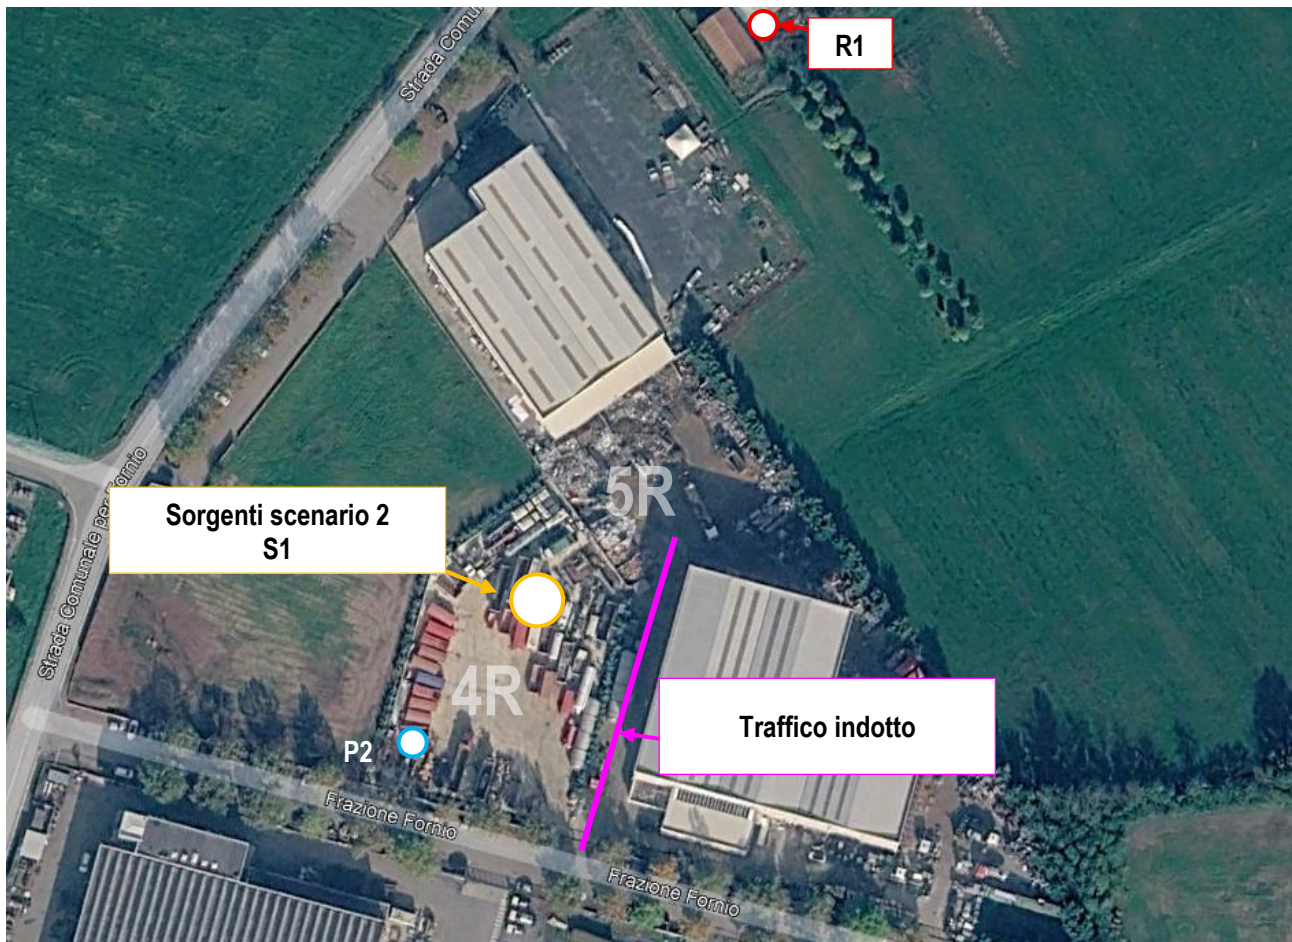 Strada Comu
R1
Strada Comunale per Fornio
5R
Sorgenti scenario 2
S1
4R
Traffico indotto
P2
Frazione Fornio
Frazione Fornio